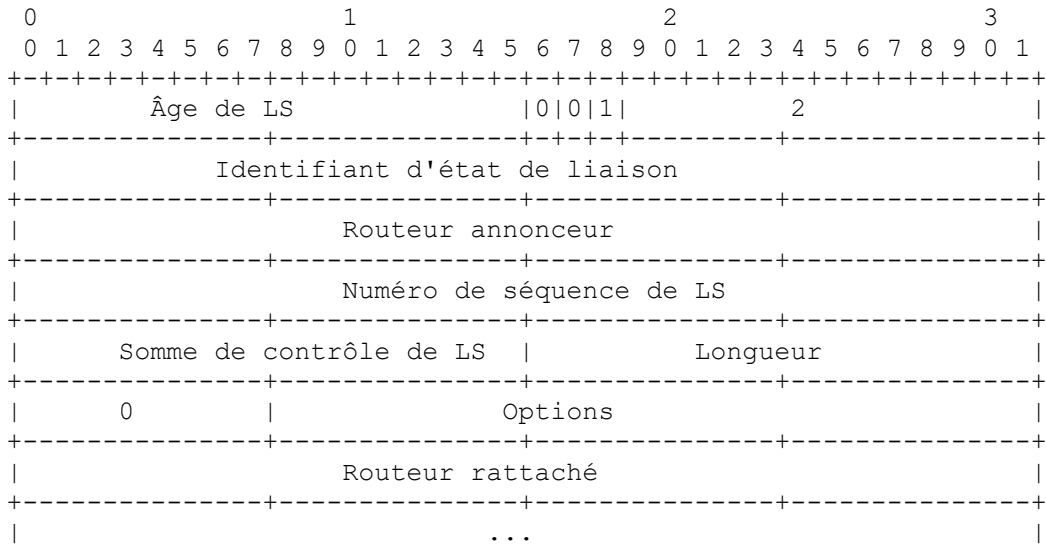 0                   1                   2                   3
 0 1 2 3 4 5 6 7 8 9 0 1 2 3 4 5 6 7 8 9 0 1 2 3 4 5 6 7 8 9 0 1
+-+-+-+-+-+-+-+-+-+-+-+-+-+-+-+-+-+-+-+-+-+-+-+-+-+-+-+-+-+-+-+-+
|        Âge de LS              |0|0|1|          2              |
+---------------+---------------+-+-+-+---------+---------------+
|            Identifiant d'état de liaison                      |
+---------------+---------------+---------------+---------------+
|                    Routeur annonceur                          |
+---------------+---------------+---------------+---------------+
|                    Numéro de séquence de LS                   |
+---------------+---------------+---------------+---------------+
|      Somme de contrôle de LS  |          Longueur             |
+---------------+---------------+---------------+---------------+
|      0        |              Options                          |
+---------------+---------------+---------------+---------------+
|                    Routeur rattaché                           |
+---------------+---------------+---------------+---------------+
|                             ...                               |